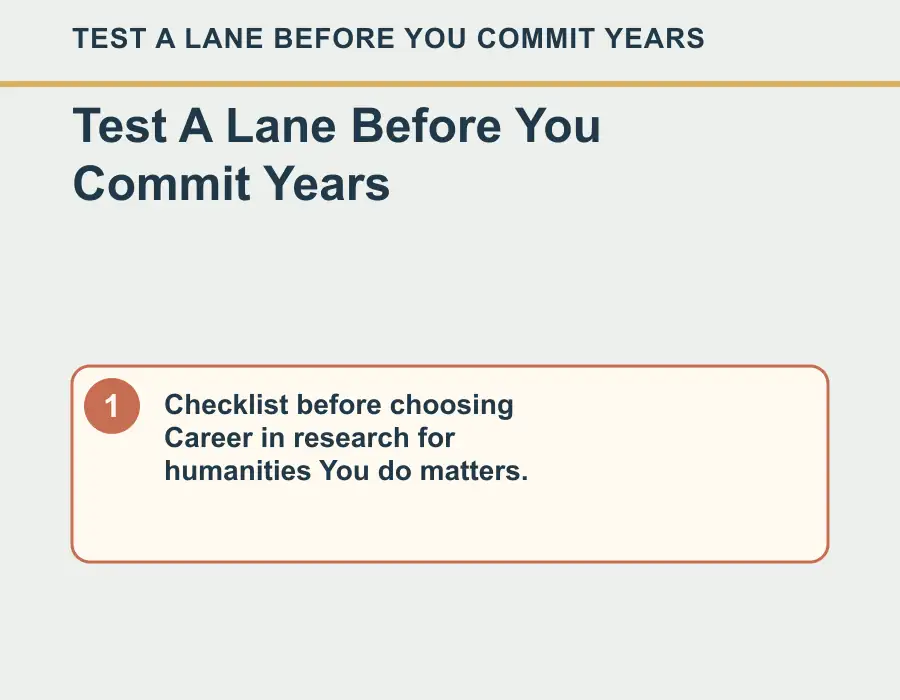 TEST A LANE BEFORE YOU COMMIT YEARS
Test A Lane Before You
Commit Years
1
Checklist before choosing
Career in research for
humanities You do matters.